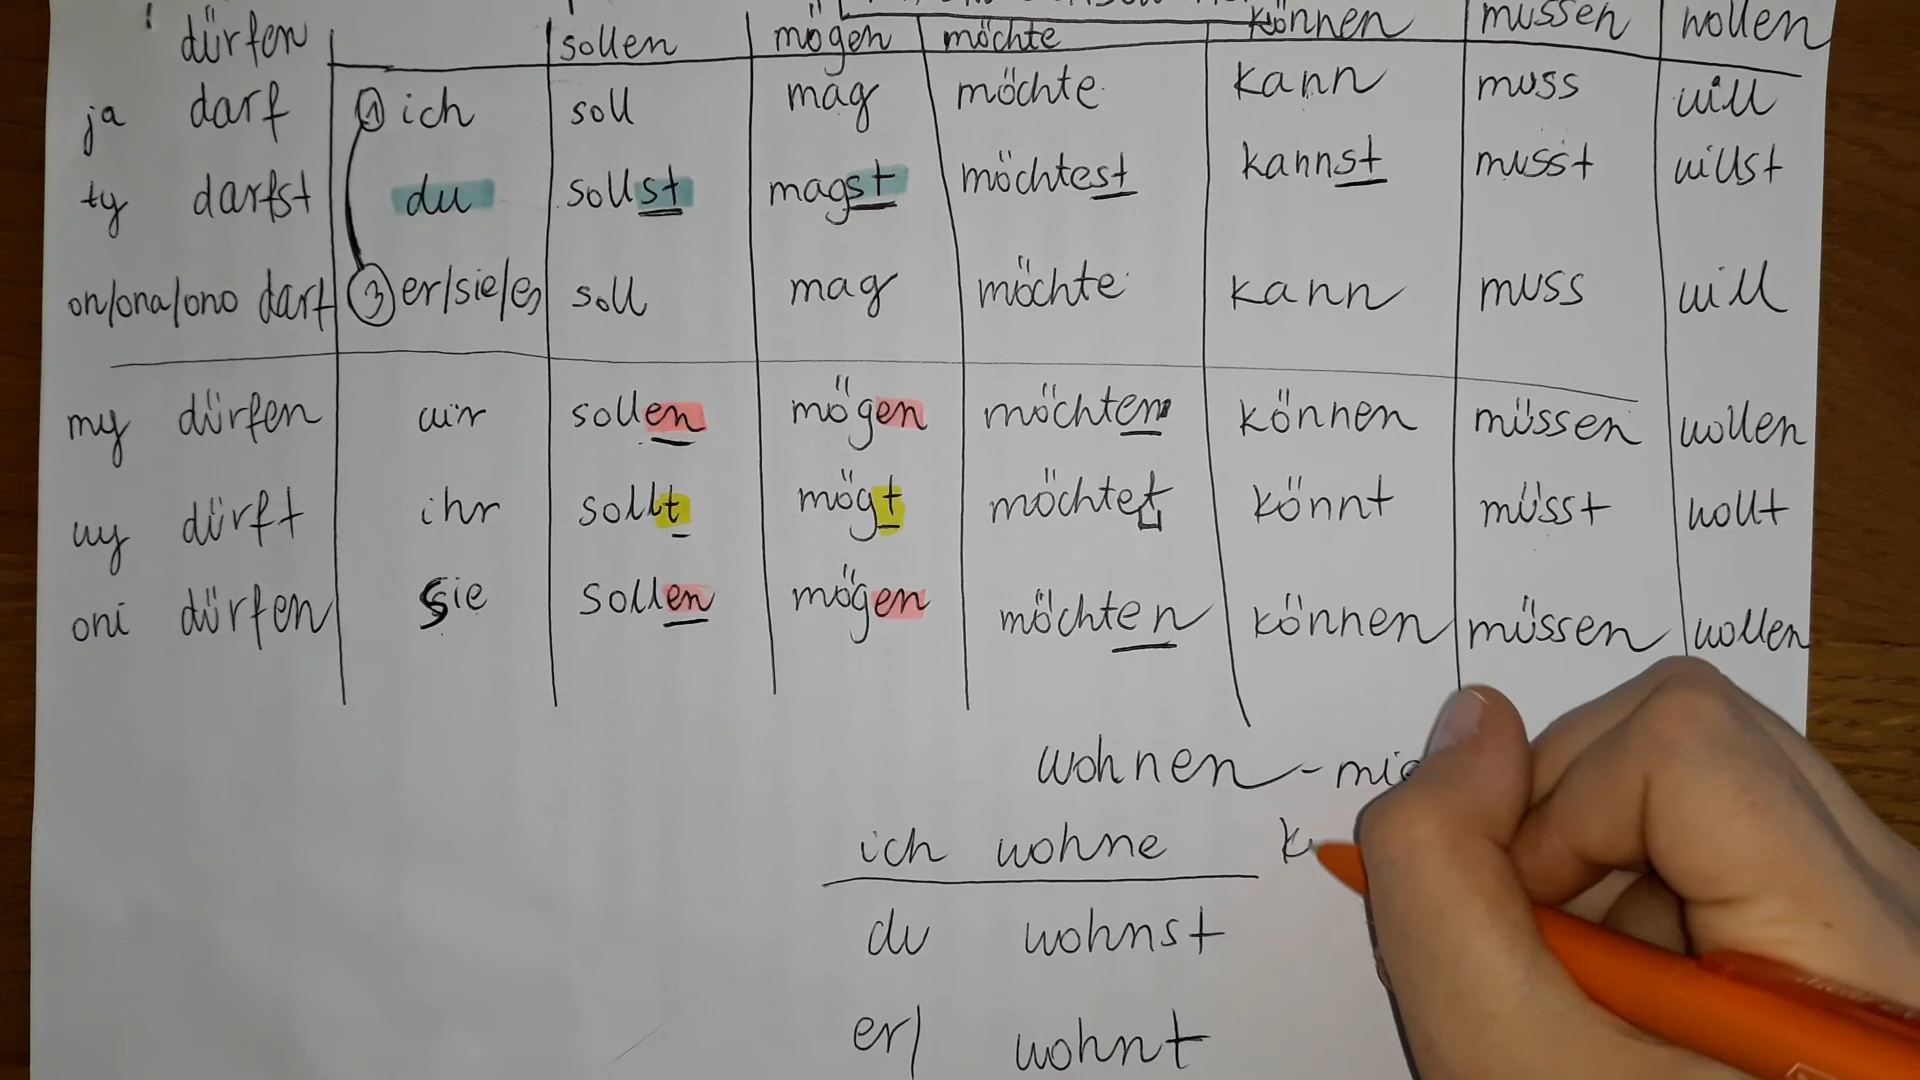 ! dürfen sollen mögen möchte können müssen wollen
ja darf ① ich soll mag möchte kann muss will
ty darfst du sollst magst möchtest kannst musst willst
on/ona/ono darf ③ er/sie/es soll mag möchte kann muss will
my dürfen wir sollen mögen möchten können müssen wollen
wy dürft ihr sollt mögt möchtet könnt müsst wollt
oni dürfen sie sollen mögen möchten können müssen wollen
wohnen -
ich wohne k
du wohnst
er/ wohnt